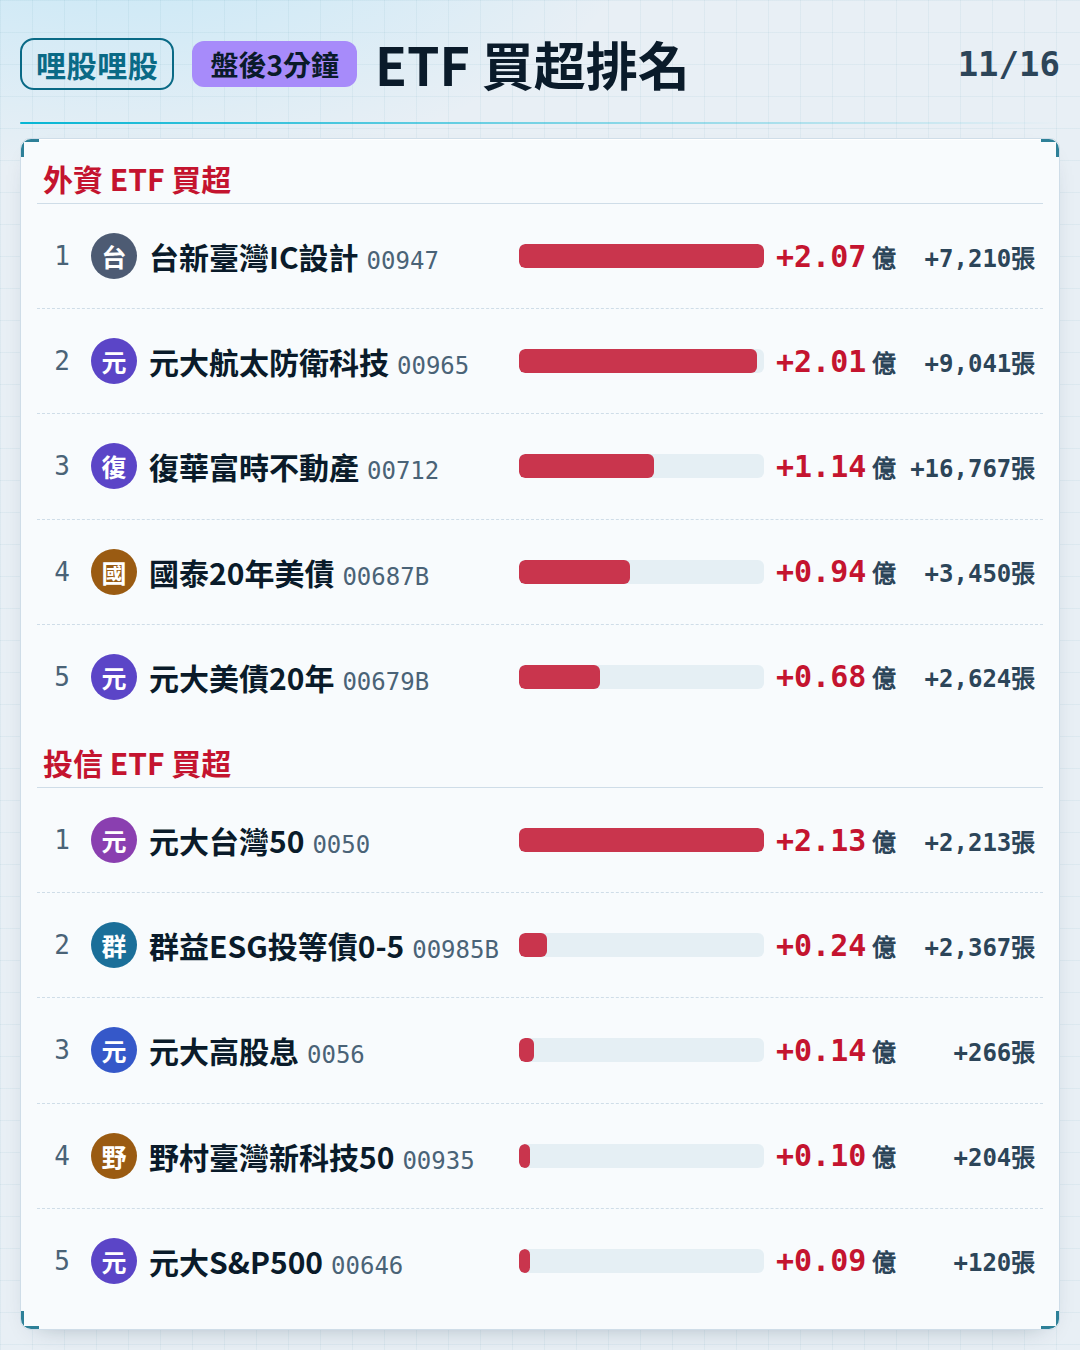 哩股哩股 盤後3分鐘 ETF 買超排名 11/16
外資 ETF 買超
1 台 台新臺灣IC設計 00947 +2.07 億 +7,210張
2 元 元大航太防衛科技 00965 +2.01 億 +9,041張
3 復 復華富時不動產 00712 +1.14 億 +16,767張
4 國 國泰20年美債 00687B +0.94 億 +3,450張
5 元 元大美債20年 00679B +0.68 億 +2,624張
投信 ETF 買超
1 元 元大台灣50 0050 +2.13 億 +2,213張
2 群 群益ESG投等債0-5 00985B +0.24 億 +2,367張
3 元 元大高股息 0056 +0.14 億 +266張
4 野 野村臺灣新科技50 00935 +0.10 億 +204張
5 元 元大S&P500 00646 +0.09 億 +120張